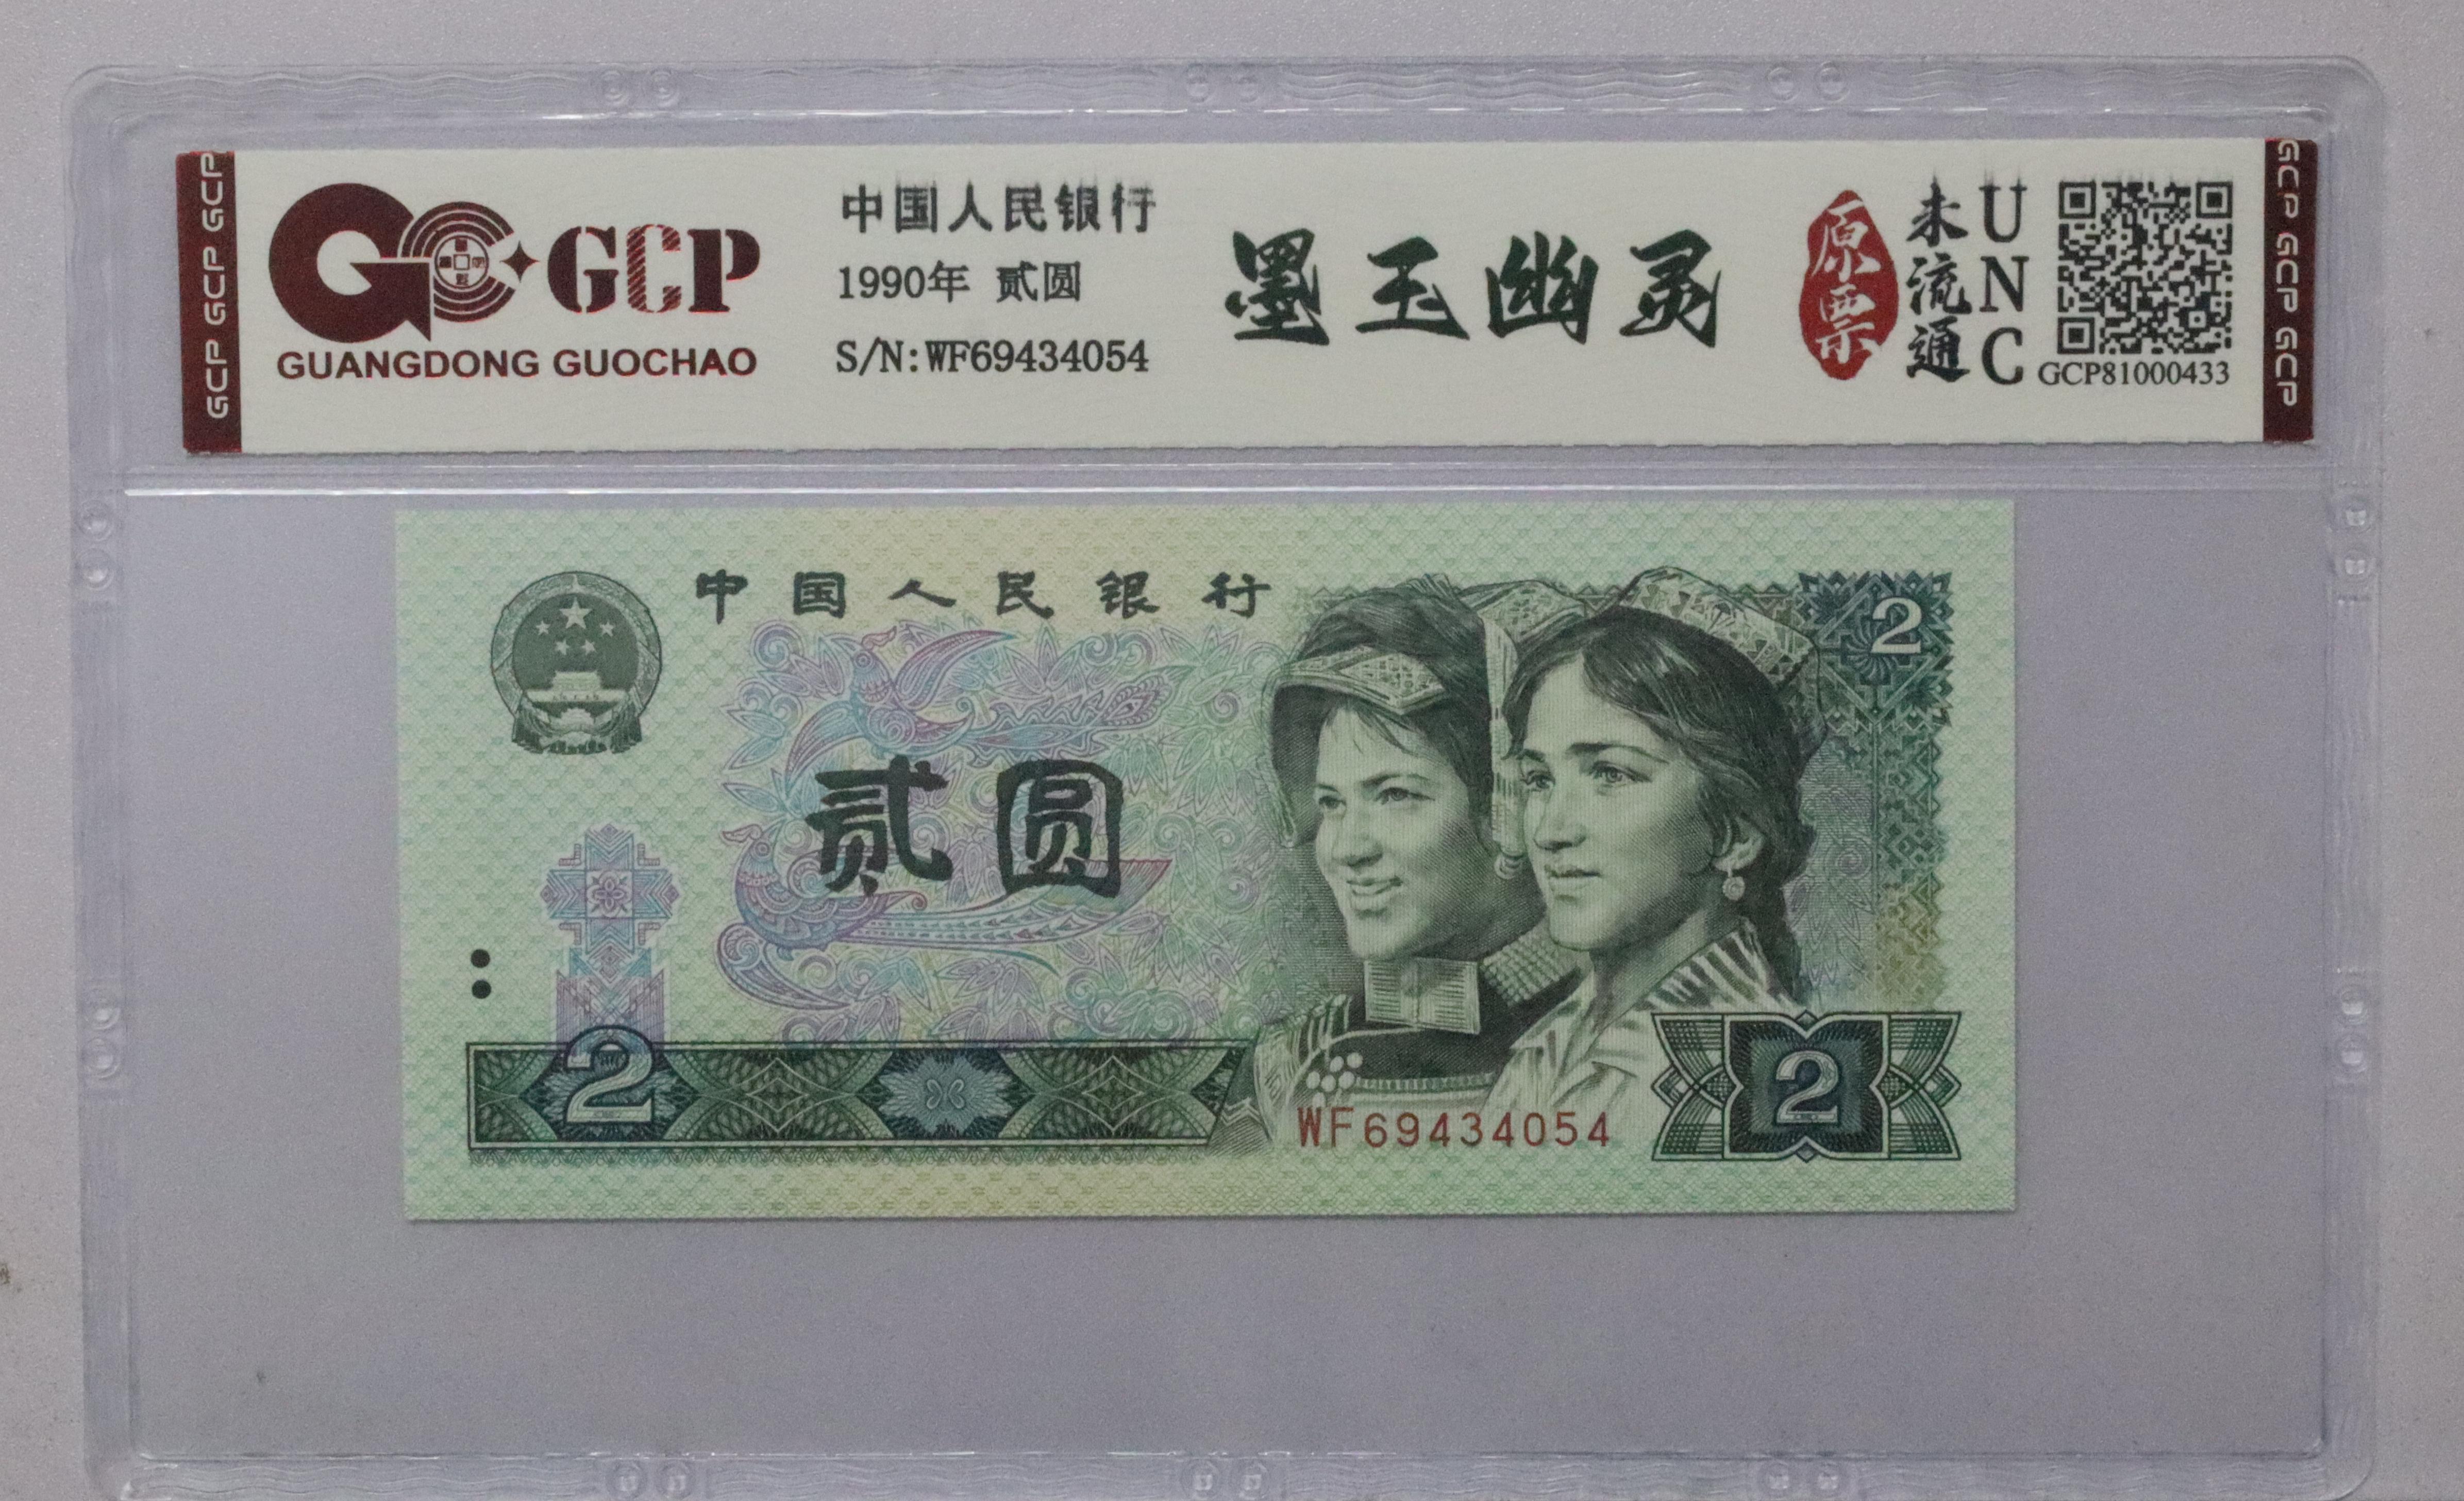 GCP GCP GCP
GCP
GUANGDONG GUOCHAO
中国人民银行
1990年 贰圆
S/N:WF69434054
墨玉幽灵
原票
未流通
UNC
GCP81000433
GCP GCP GCP
中国人民银行
2
贰圆
2
WF69434054
2